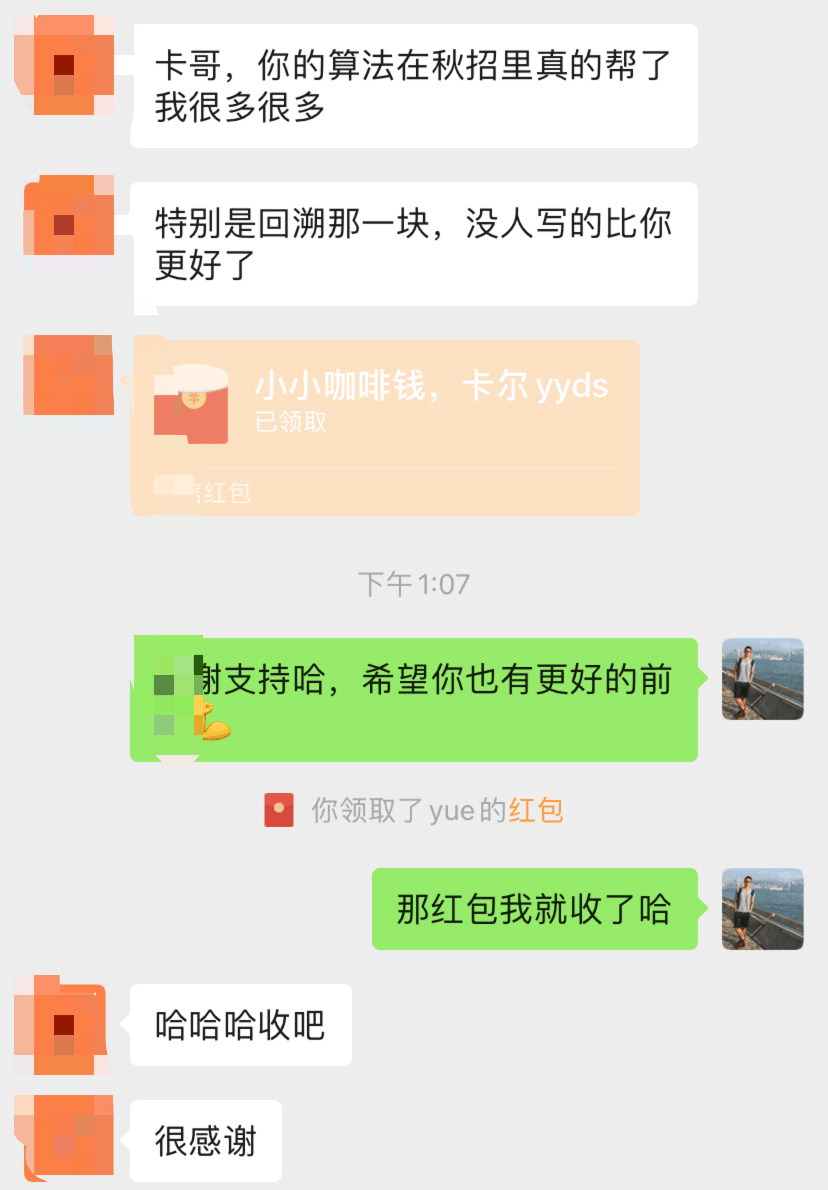 卡哥，你的算法在秋招里真的帮了
我很多很多
特别是回溯那一块，没人写的比你
更好了
小小咖啡钱，卡尔 yyds
已领取
红包
下午 1:07
谢支持哈，希望你也有更好的前
你领取了 yue 的红包
那红包我就收了哈
哈哈哈收吧
很感谢